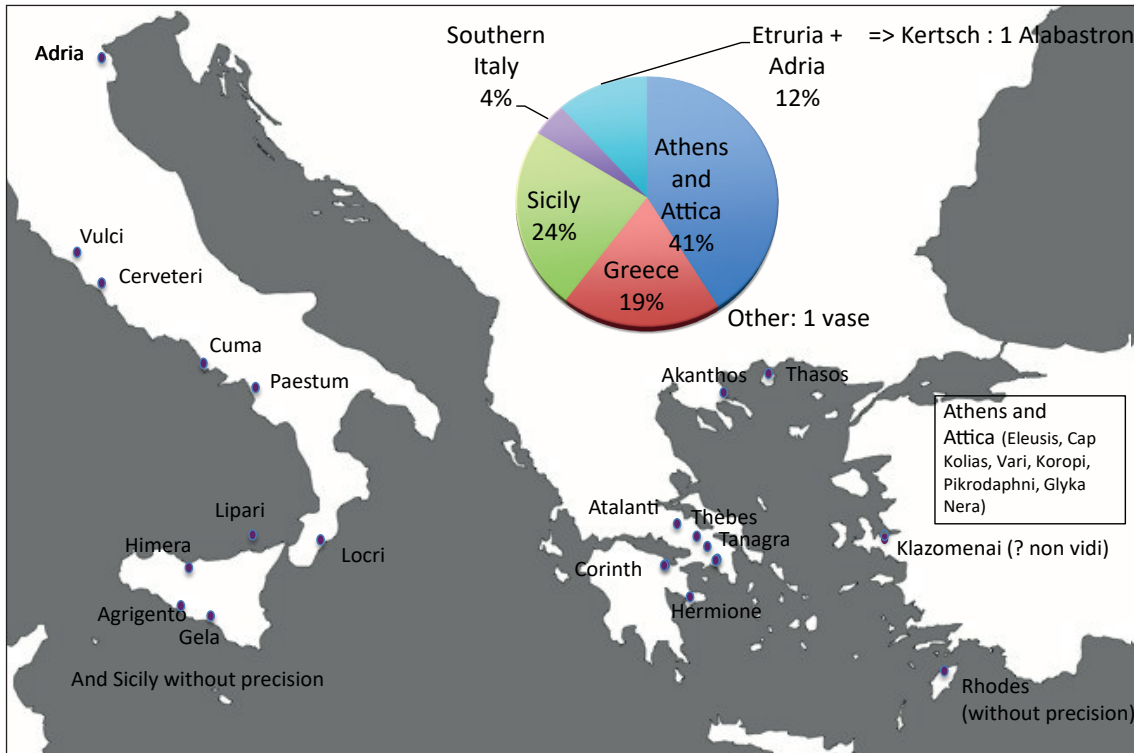 Southern
Italy
4%
Etruria +
Adria
12%
=> Kertsch : 1 Alabastron
Adria
Athens
and
Attica
41%
Sicily
24%
Greece
19%
Other: 1 vase
Vulci
Cerveteri
Cuma
Paestum
Akanthos
Thasos
Athens and
Attica (Eleusis, Cap
Kolias, Vari, Koropi,
Pikrodaphni, Glyka
Nera)
Lipari
Himera
Locri
Agrigento
Gela
And Sicily without precision
Atalanti
Thèbes
Tanagra
Corinth
Hermione
Klazomenai (? non vidi)
Rhodes
(without precision)